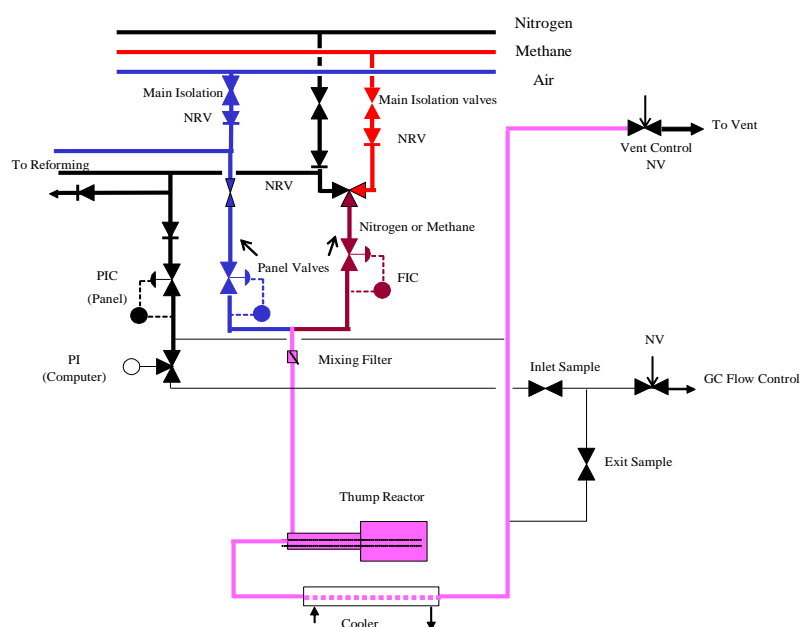 Nitrogen
Methane
Air
Main Isolation
Main Isolation valves
NRV
NRV
To Vent
Vent Control
NV
To Reforming
NRV
Nitrogen or Methane
PIC
(Panel)
Panel Valves
FIC
PI
(Computer)
Mixing Filter
NV
Inlet Sample
GC Flow Control
Exit Sample
Thump Reactor
Cooler